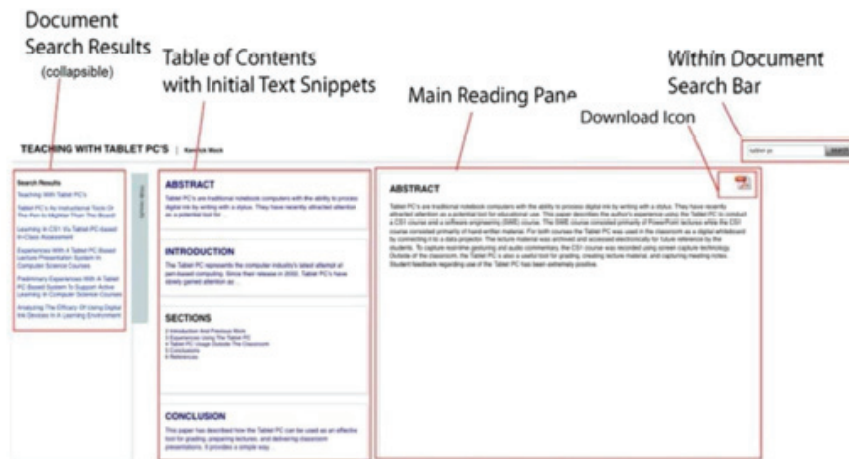 Document
Search Results
(collapsible)
Table of Contents
with Initial Text Snippets
Main Reading Pane
Download Icon
Within Document
Search Bar
TEACHING WITH TABLET PC'S | Kenrick Mock
tablet pc
Search Results
Teaching With Tablet PC's
Tablet PC's As Instructional Tools Or
The Pen Is Mightier Than The Board
Learning In CS1 Vs Tablet-PC-based
In-Class Assessment
Experiences With A Tablet PC Based
Lecture Presentation System In
Computer Science Courses
Preliminary Experiences With A Tablet
PC Based System To Support Active
Learning In Computer Science Courses
Analyzing The Efficacy Of Using Digital
Ink Devices In A Learning Environment
ABSTRACT
Tablet PC's are traditional notebook computers with the ability to
process digital ink by writing with a stylus. They have recently attracted attention
as a potential tool for
INTRODUCTION
The Tablet PC represents the computer industry's latest attempt at
pen-based computing. Since their release in 2002, Tablet PC's have
slowly gained attention as ...
SECTIONS
2 Introduction And Previous Work
3 Experiences Using The Tablet PC
4 Tablet PC Usage Outside The Classroom
5 Conclusions
6 References
CONCLUSION
This paper has described how the Tablet PC can be used as an effective
tool for grading, preparing lectures, and delivering classroom
presentations. It provides a simple way ...
ABSTRACT
Tablet PC's are traditional notebook computers with the ability to process digital ink by writing with a stylus. They have recently
attracted attention as a potential tool for educational use. This paper describes the author's experience using the Tablet PC to conduct
a CS1 course and a software engineering (SWE) course. The SWE course consisted primarily of PowerPoint lectures while the CS1
course consisted primarily of hand-written material. For both courses the Tablet PC was used in the classroom as a digital whiteboard
by connecting it to a data projector. The lecture material was archived and accessed electronically for future reference by the
students. To capture real-time gesturing and audio commentary, the CS1 course was recorded using screen capture technology.
Outside of the classroom, the Tablet PC is also a useful tool for grading, creating lecture material, and capturing meeting notes.
Student feedback regarding use of the Tablet PC has been extremely positive.